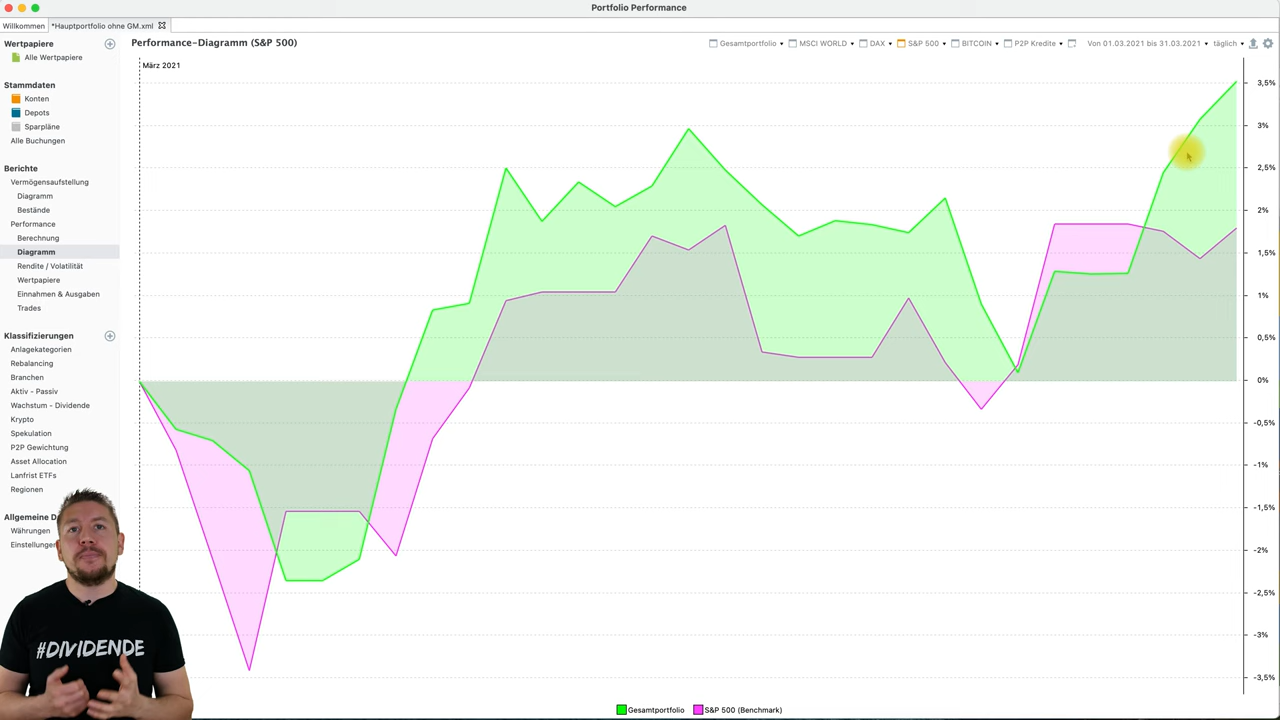 Portfolio Performance
Willkommen *Hauptportfolio ohne GM.xml
Wertpapiere
Alle Wertpapiere
Stammdaten
Konten
Depots
Sparpläne
Alle Buchungen
Berichte
Vermögensaufstellung
Diagramm
Bestände
Performance
Berechnung
Diagramm
Rendite / Volatilität
Wertpapiere
Einnahmen & Ausgaben
Trades
Klassifizierungen
Anlagekategorien
Rebalancing
Branchen
Aktiv - Passiv
Wachstum - Dividende
Krypto
Spekulation
P2P Gewichtung
Asset Allocation
Lanfrist ETFs
Regionen
Allgemeine D
Währungen
Einstellungen
Performance-Diagramm (S&P 500)
Gesamtportfolio MSCI WORLD DAX S&P 500 BITCOIN P2P Kredite Von 01.03.2021 bis 31.03.2021 täglich
März 2021
3,5%
3%
2,5%
2%
1,5%
1%
0,5%
0%
-0,5%
-1%
-1,5%
-2%
-2,5%
-3%
-3,5%
Gesamtportfolio S&P 500 (Benchmark)
#DIVIDENDE